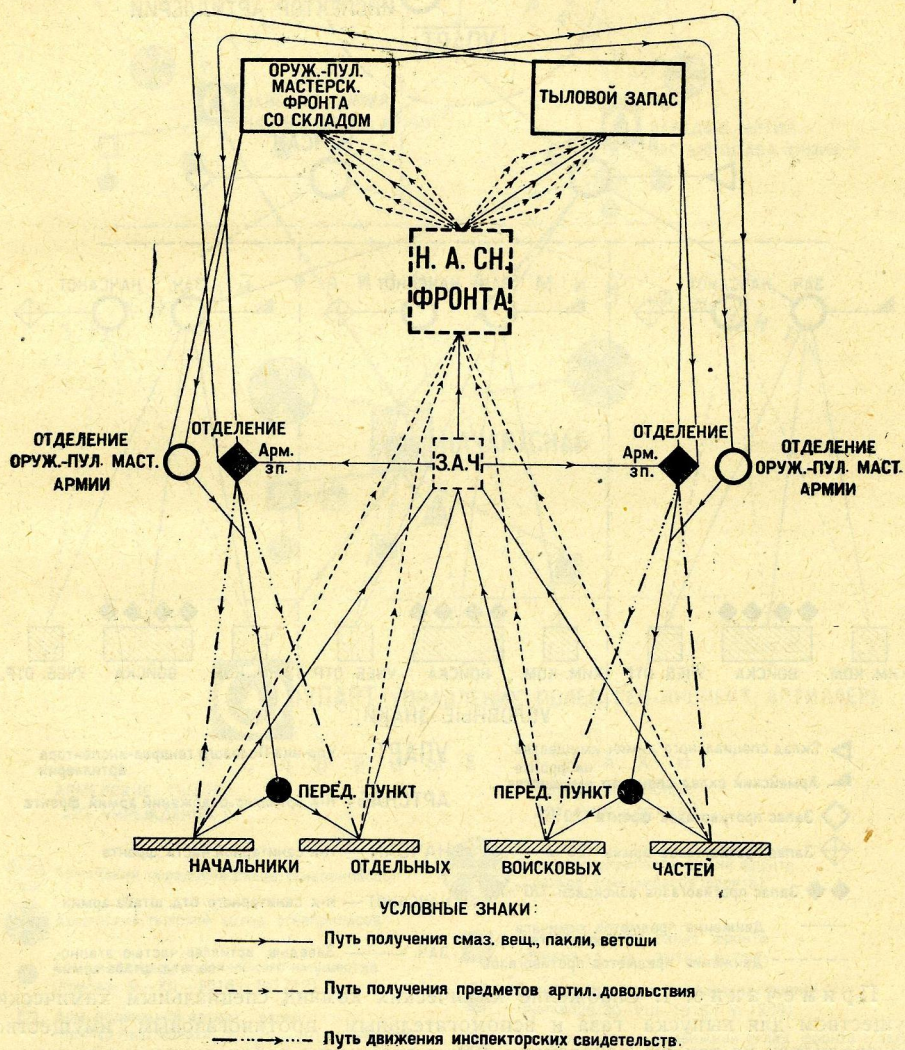 ОРУЖ.-ПУЛ.
МАСТЕРСК.
ФРОНТА
СО СКЛАДОМ
ТЫЛОВОЙ ЗАПАС
Н. А. СН.
ФРОНТА
ОТДЕЛЕНИЕ
ОРУЖ.-ПУЛ. МАСТ.
АРМИИ
ОТДЕЛЕНИЕ
Арм.
зп.
З.А.Ч
ОТДЕЛЕНИЕ
Арм.
зп.
ОТДЕЛЕНИЕ
ОРУЖ.-ПУЛ. МАСТ.
АРМИИ
ПЕРЕД. ПУНКТ
ПЕРЕД. ПУНКТ
НАЧАЛЬНИКИ
ОТДЕЛЬНЫХ
ВОЙСКОВЫХ
ЧАСТЕЙ
УСЛОВНЫЕ ЗНАКИ:
Путь получения смаз. вещ., пакли, ветоши
Путь получения предметов артил. довольствия
Путь движения инспекторских свидетельств.